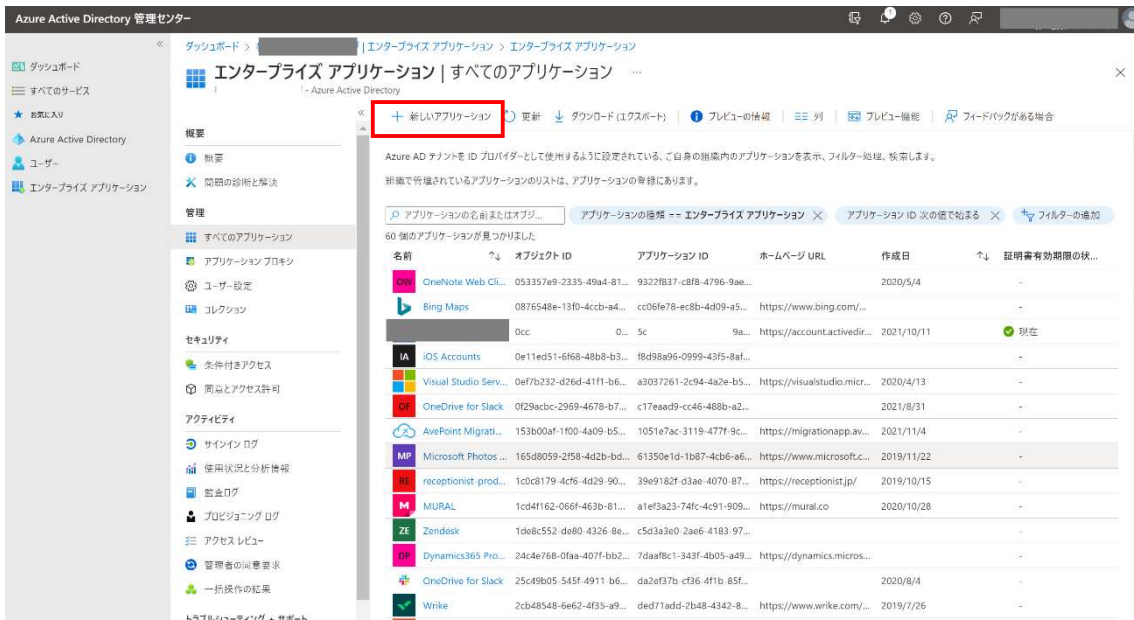 Azure Active Directory 管理センター
ダッシュボード > | エンタープライズ アプリケーション > エンタープライズ アプリケーション
エンタープライズ アプリケーション | すべてのアプリケーション ...
- Azure Active Directory
ダッシュボード
すべてのサービス
お気に入り
Azure Active Directory
ユーザー
エンタープライズ アプリケーション
概要
概要
問題の診断と解決
管理
すべてのアプリケーション
アプリケーション プロキシ
ユーザー設定
コレクション
セキュリティ
条件付きアクセス
同意とアクセス許可
アクティビティ
サインイン ログ
使用状況と分析情報
監査ログ
プロビジョニング ログ
アクセス レビュー
管理者の同意要求
一括操作の結果
トラブルシューティング + サポート
+ 新しいアプリケーション 更新 ダウンロード (エクスポート) プレビューの情報 列 プレビュー機能 フィードバックがある場合
Azure AD テナントを ID プロバイダーとして使用するように設定されている、ご自身の組織内のアプリケーションを表示、フィルター処理、検索します。
組織で管理されているアプリケーションのリストは、アプリケーションの登録にあります。
アプリケーションの名前またはオブジ... アプリケーションの種類 == エンタープライズ アプリケーション アプリケーション ID 次の値で始まる フィルターの追加
60 個のアプリケーションが見つかりました
名前 ↑↓ オブジェクト ID アプリケーション ID ホームページ URL 作成日 ↑↓ 証明書有効期限の状...
OW OneNote Web Cli... 053357e9-2335-49a4-81... 9322f837-c8f8-4796-9ae... 2020/5/4 -
Bing Maps 0876548e-13f0-4ccb-a4... cc06fe78-ec8b-4d09-a5... https://www.bing.com/... -
0cc 0... 5c 9a... https://account.activedir... 2021/10/11 現在
IA iOS Accounts 0e11ed51-6f68-48b8-b3... f8d98a96-0999-43f5-8af... -
Visual Studio Serv... 0ef7b232-d26d-41f1-b6... a3037261-2c94-4a2e-b5... https://visualstudio.micr... 2020/4/13 -
OF OneDrive for Slack 0f29acbc-2969-4678-b7... c17eaad9-cc46-488b-a2... 2021/8/31 -
AvePoint Migrati... 153b00af-1f00-4a09-b5... 1051e7ac-3119-477f-9c... https://migrationapp.av... 2021/11/4 -
MP Microsoft Photos ... 165d8059-2f58-4d2b-bd... 61350e1d-1b87-4cb6-a6... https://www.microsoft.c... 2019/11/22 -
RE receptionist-prod... 1c0c8179-4cf6-4d29-90... 39e9182f-d3ae-4070-87... https://receptionist.jp/ 2019/10/15 -
M MURAL 1cd4f162-066f-463b-81... a1ef3a23-74fc-4c91-909... https://mural.co 2020/10/28 -
ZE Zendesk 1de8c552-de80-4326-8e... c5d3a3e0-2ae6-4183-97... -
DP Dynamics365 Pro... 24c4e768-0faa-407f-bb2... 7daaf8c1-343f-4b05-a49... https://dynamics.micros... -
OneDrive for Slack 25c49b05-545f-4911-b6... da2ef37b-cf36-4f1b-85f... 2020/8/4 -
Wrike 2cb48548-6e62-4f35-a9... ded71add-2b48-4342-8... https://www.wrike.com/... 2019/7/26 -